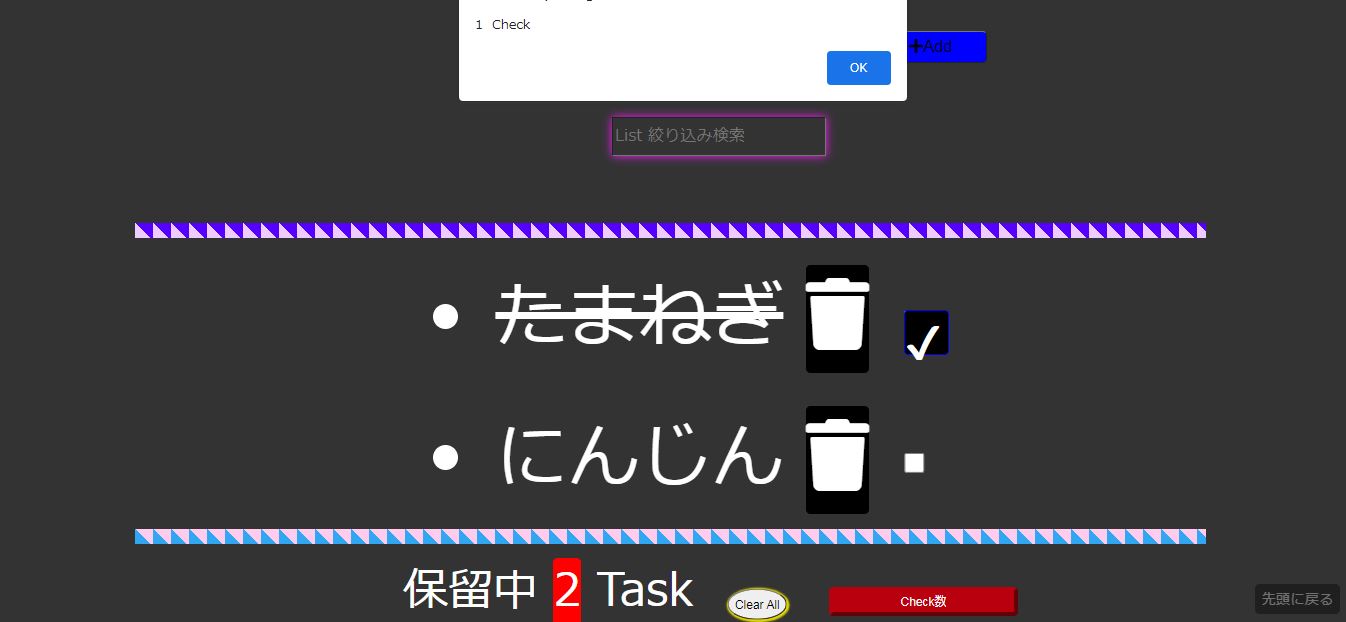 1 Check
OK
+Add
List 絞り込み検索
たまねぎ
にんじん
保留中 2 Task
Clear All
Check数
先頭に戻る